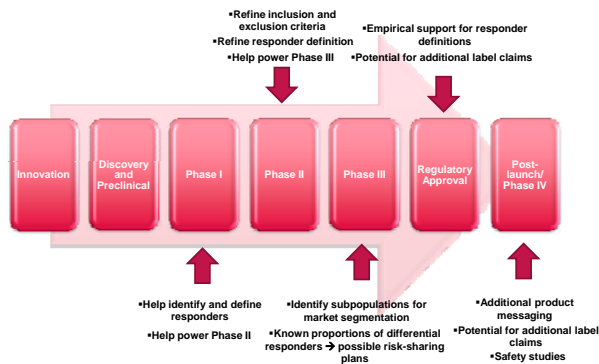 ▪Refine inclusion and
exclusion criteria
▪Refine responder definition
▪Help power Phase III
▪Empirical support for responder
definitions
▪Potential for additional label claims
Innovation
Discovery
and
Preclinical
Phase I
Phase II
Phase III
Regulatory
Approval
Post-
launch/
Phase IV
▪Help identify and define
responders
▪Help power Phase II
▪Identify subpopulations for
market segmentation
▪Known proportions of differential
responders → possible risk-sharing
plans
▪Additional product
messaging
▪Potential for additional label
claims
▪Safety studies